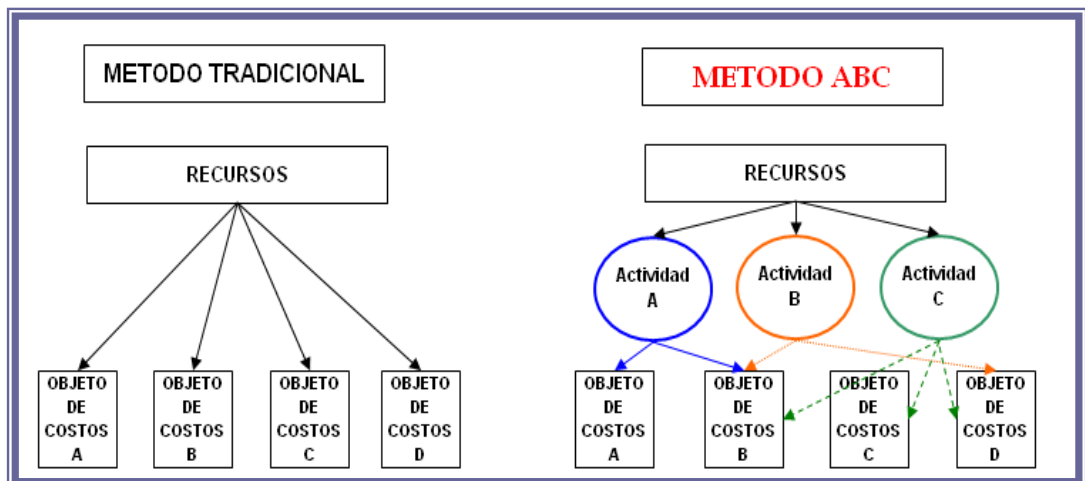 METODO TRADICIONAL
RECURSOS
OBJETO
DE
COSTOS
A
OBJETO
DE
COSTOS
B
OBJETO
DE
COSTOS
C
OBJETO
DE
COSTOS
D
METODO ABC
RECURSOS
Actividad
A
Actividad
B
Actividad
C
OBJETO
DE
COSTOS
A
OBJETO
DE
COSTOS
B
OBJETO
DE
COSTOS
C
OBJETO
DE
COSTOS
D